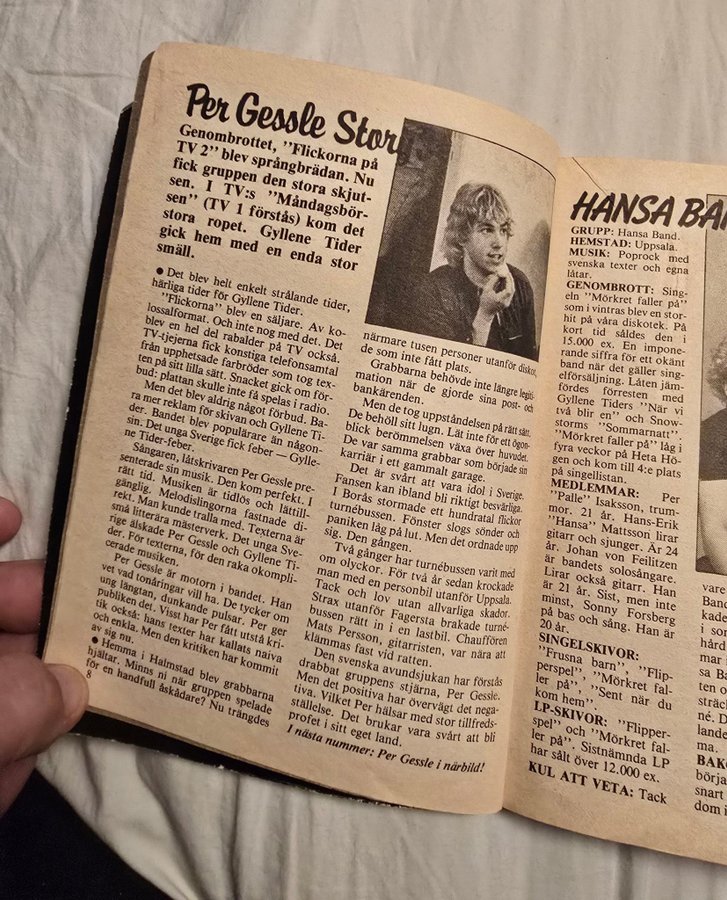 Per Gessle Story
Genombrottet, "Flickorna på
TV 2" blev språngbrädan. Nu
fick gruppen den stora skjut-
sen. I TV:s "Måndagsbör-
sen" (TV 1 förstås) kom det
stora ropet. Gyllene Tider
gick hem med en enda stor
smäll.
● Det blev helt enkelt strålande tider,
härliga tider för Gyllene Tider.
"Flickorna" blev en säljare. Av ko-
lossalformat. Och inte nog med det. Det
blev en hel del rabalder på TV också.
TV-tjejerna fick konstiga telefonsamtal
från upphetsade farbröder som tog tex-
ten på sitt lilla sätt. Snacket gick om för-
bud: plattan skulle inte få spelas i radio.
Men det blev aldrig något förbud. Ba-
ra mer reklam för skivan och Gyllene Ti-
der. Bandet blev populärare än någon-
sin. Det unga Sverige fick feber — Gylle-
ne Tider-feber.
Sångaren, låtskrivaren Per Gessle pre-
senterade sin musik. Den kom perfekt. I
rätt tid. Musiken är tidlös och lättill-
gänglig. Melodislingorna fastnade di-
rekt. Man kunde tralla med. Texterna är
små litterära mästerverk. Det unga Sve-
rige älskade Per Gessle och Gyllene Ti-
der. För texterna, för den raka okompli-
cerade musiken.
Per Gessle är motorn i bandet. Han
vet vad tonåringar vill ha. De tycker om
ung längtan, dunkande pulsar. Per ger
publiken det. Visst har Per fått utstå kri-
tik också: hans texter har kallats naiva
och enkla. Men den kritiken har kommit
av sig nu.
● Hemma i Halmstad blev grabbarna
hjältar. Minns ni när gruppen spelade
för en handfull åskådare? Nu trängdes
8
närmare tusen personer utanför diskot,
de som inte fått plats.
Grabbarna behövde inte längre legiti-
mation när de gjorde sina post- och
bankärenden.
Men de tog uppståndelsen på rätt sätt.
De behöll sitt lugn. Lät inte för ett ögon-
blick berömmelsen växa över huvudet.
De var samma grabbar som började sin
karriär i ett gammalt garage.
Det är svårt att vara idol i Sverige.
Fansen kan ibland bli riktigt besvärliga.
I Borås stormade ett hundratal flickor
turnébussen. Fönster slogs sönder och
paniken låg på lut. Men det ordnade upp
sig. Den gången.
Två gånger har turnébussen varit med
om olyckor. För två år sedan krockade
man med en personbil utanför Uppsala.
Tack och lov utan allvarliga skador.
Strax utanför Fagersta brakade turné-
bussen rätt in i en lastbil. Chauffören
Mats Persson, gitarristen, var nära att
klämmas fast vid ratten.
Den svenska avundsjukan har förstås
drabbat gruppens stjärna, Per Gessle.
Men det positiva har övervägt det nega-
tiva. Vilket Per hälsar med stor tillfreds-
ställelse. Det brukar vara svårt att bli
profet i sitt eget land.
I nästa nummer: Per Gessle i närbild!
HANSA BA
GRUPP: Hansa Band.
HEMSTAD: Uppsala.
MUSIK: Poprock med
svenska texter och egna
låtar.
GENOMBROTT: Sing-
eln "Mörkret faller på"
som i vintras blev en stor-
hit på våra diskotek. På
kort tid såldes den i
15.000 ex. En impone-
rande siffra för ett okänt
band när det gäller sing-
elförsäljning. Låten jäm-
fördes förresten med
Gyllene Tiders "När vi
två blir en" och Snow-
storms "Sommarnatt".
"Mörkret faller på" låg i
fyra veckor på Heta Hö-
gen och kom till 4:e plats
på singellistan.
MEDLEMMAR: Per
"Palle" Isaksson, trum-
mor. 21 år. Hans-Erik
"Hansa" Mattsson lirar
gitarr och sjunger. Är 24
år. Johan von Feilitzen
är bandets solosångare.
Lirar också gitarr. Han
är 21 år. Sist, men inte
minst, Sonny Forsberg
på bas och sång. Han är
20 år.
SINGELSKIVOR:
"Frusna barn", "Flip-
perspel", "Mörkret fal-
ler på", "Sent när du
kom hem".
LP-SKIVOR: "Flipper-
spel" och "Mörkret fal-
ler på". Sistnämnda LP
har sålt över 12.000 ex.
KUL ATT VETA: Tack
vare
Ban
kade
i so
hård
mar
sa Ba
ten o
sträck
né. D
lande
ma.
BAK
börja
snart
dom i